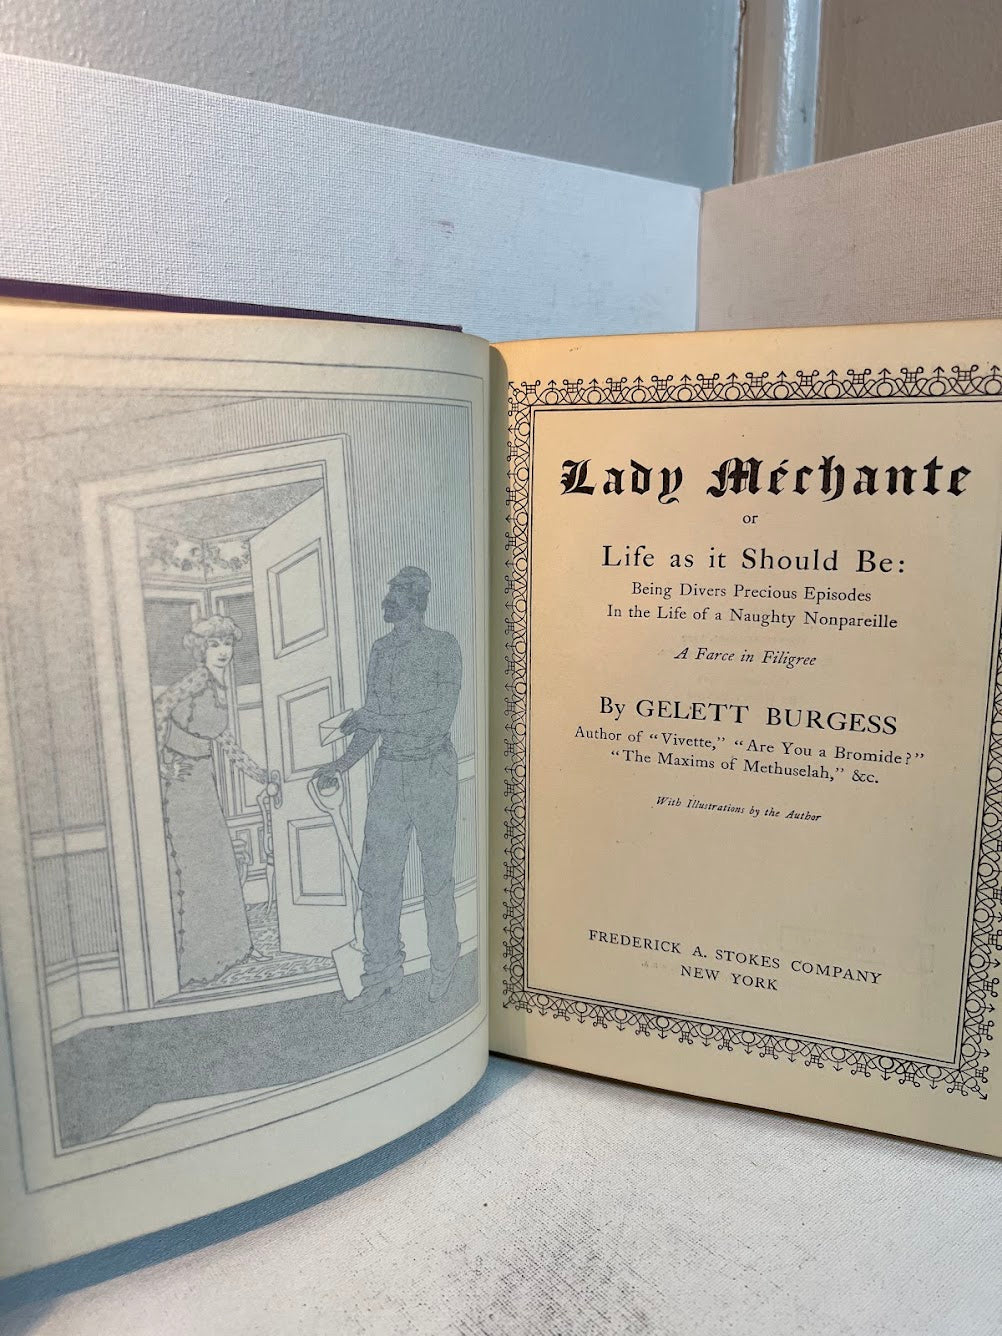 Lady Méchante
or
Life as it Should Be:
Being Divers Precious Episodes
In the Life of a Naughty Nonpareille
A Farce in Filigree
By GELETT BURGESS
Author of “Vivette,” “Are You a Bromide?”
“The Maxims of Methuselah,” &c.
With Illustrations by the Author
FREDERICK A. STOKES COMPANY
NEW YORK